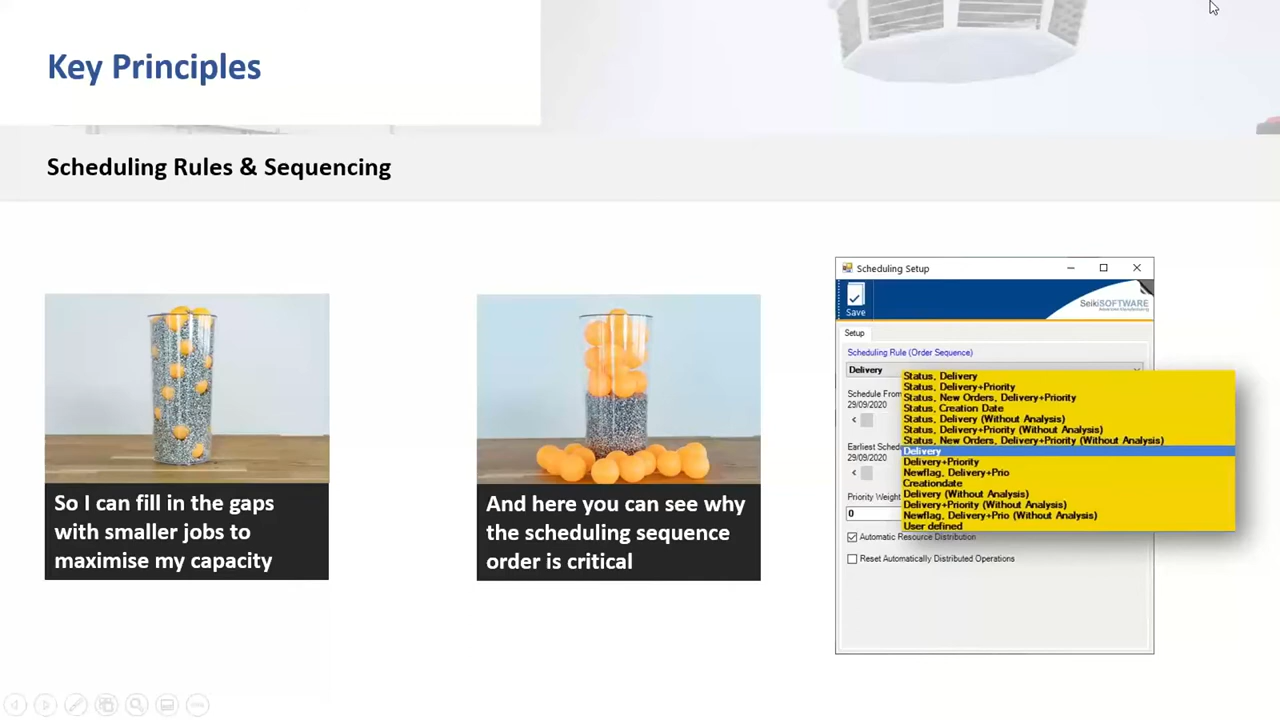 Key Principles
Scheduling Rules & Sequencing
So I can fill in the gaps
with smaller jobs to
maximise my capacity
And here you can see why
the scheduling sequence
order is critical
Scheduling Setup
Save
SeikiSOFTWARE
Setup
Scheduling Rule (Order Sequence)
Delivery
Schedule From
29/09/2020
Earliest Sched
29/09/2020
Priority Weight
0
Status, Delivery
Status, Delivery+Priority
Status, New Orders, Delivery+Priority
Status, Creation Date
Status, Delivery (Without Analysis)
Status, Delivery+Priority (Without Analysis)
Status, New Orders, Delivery+Priority (Without Analysis)
Delivery
Delivery+Priority
Newflag, Delivery+Prio
Creationdate
Delivery (Without Analysis)
Delivery+Priority (Without Analysis)
Newflag, Delivery+Prio (Without Analysis)
User defined
Automatic Resource Distribution
Reset Automatically Distributed Operations